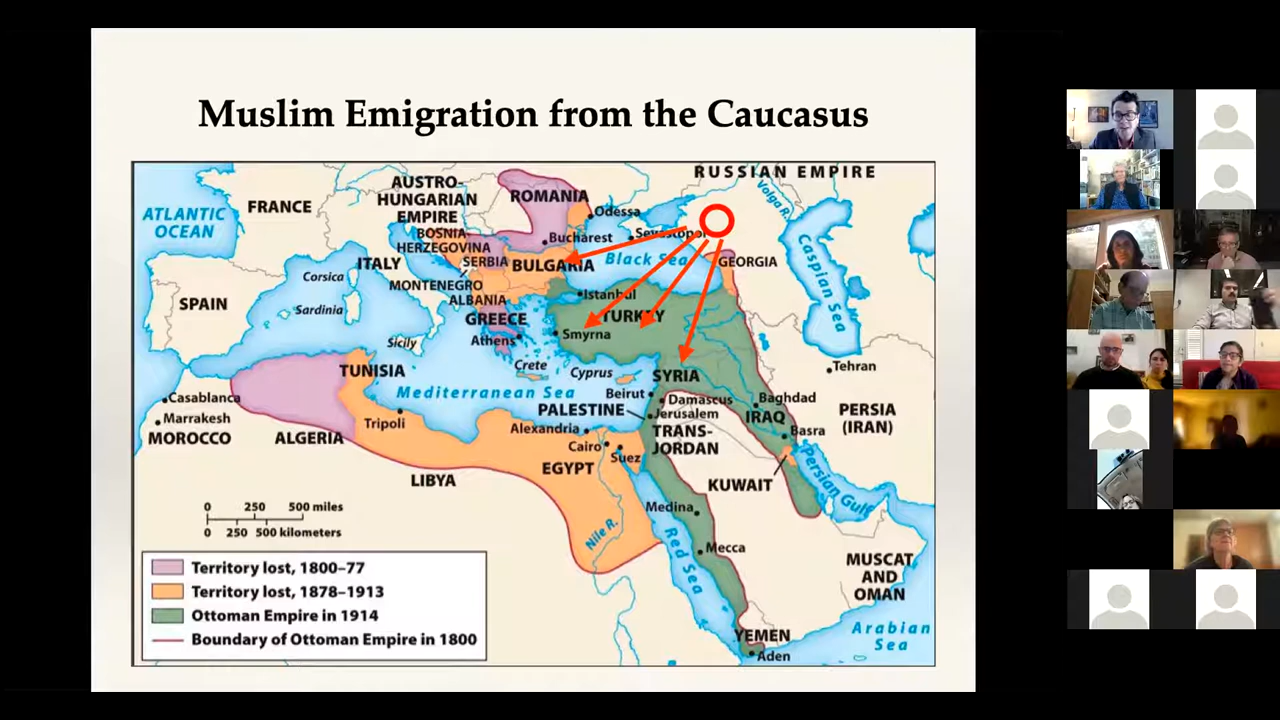 Muslim Emigration from the Caucasus
RUSSIAN EMPIRE
Volga R.
AUSTRO-
HUNGARIAN
EMPIRE
ROMANIA
ATLANTIC
OCEAN
FRANCE
Odessa
BOSNIA-
HERZEGOVINA
Bucharest
Sevastopol
Caspian Sea
ITALY
SERBIA
BULGARIA
Black Sea
GEORGIA
Corsica
MONTENEGRO
SPAIN
ALBANIA
Istanbul
Sardinia
GREECE
TURKEY
Athens
Smyrna
Sicily
Crete
Cyprus
SYRIA
Tehran
TUNISIA
Mediterranean Sea
Beirut
Damascus
Baghdad
Casablanca
Marrakesh
MOROCCO
ALGERIA
Tripoli
PALESTINE
Jerusalem
IRAQ
PERSIA
(IRAN)
Alexandria
TRANS-
JORDAN
Basra
Cairo
Suez
EGYPT
LIBYA
KUWAIT
Persian Gulf
Medina
Nile R.
Red Sea
Mecca
MUSCAT
AND
OMAN
YEMEN
Aden
Arabian
Sea
0 250 500 miles
0 250 500 kilometers
Territory lost, 1800–77
Territory lost, 1878–1913
Ottoman Empire in 1914
Boundary of Ottoman Empire in 1800